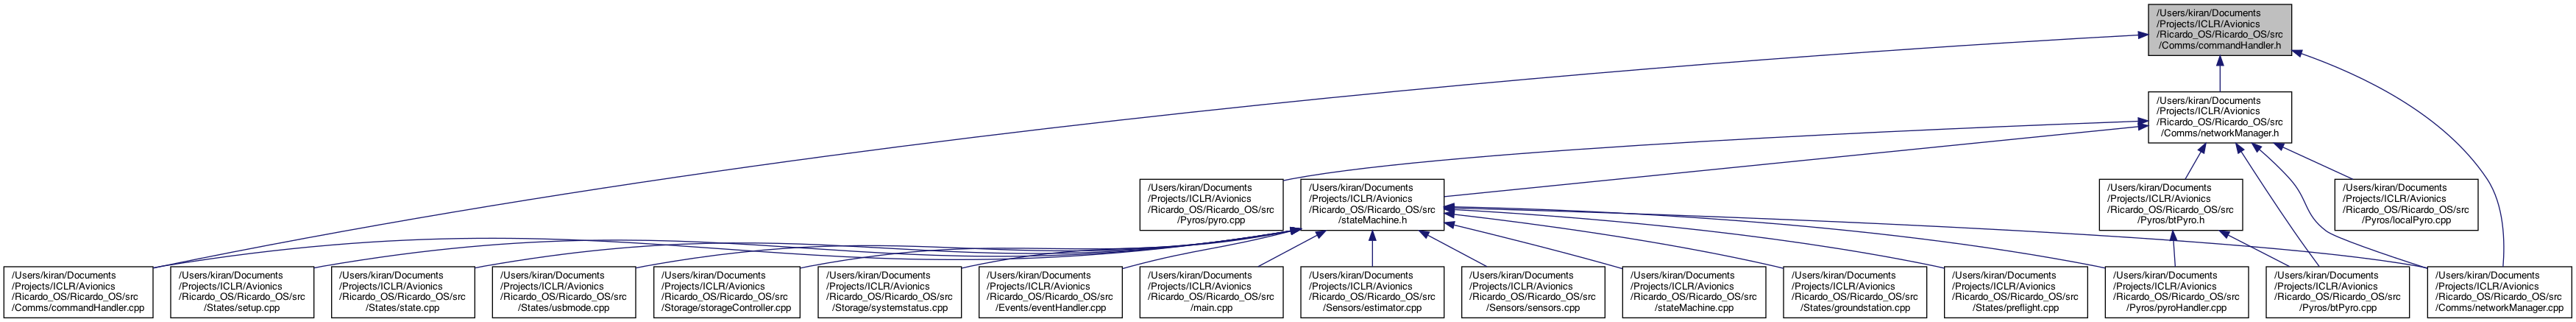 /Users/kiran/Documents
/Projects/ICLR/Avionics
/Ricardo_OS/Ricardo_OS/src
/Comms/commandHandler.h
/Users/kiran/Documents
/Projects/ICLR/Avionics
/Ricardo_OS/Ricardo_OS/src
/Comms/networkManager.h
/Users/kiran/Documents
/Projects/ICLR/Avionics
/Ricardo_OS/Ricardo_OS/src
/Pyros/pyro.cpp
/Users/kiran/Documents
/Projects/ICLR/Avionics
/Ricardo_OS/Ricardo_OS/src
/stateMachine.h
/Users/kiran/Documents
/Projects/ICLR/Avionics
/Ricardo_OS/Ricardo_OS/src
/Pyros/btPyro.h
/Users/kiran/Documents
/Projects/ICLR/Avionics
/Ricardo_OS/Ricardo_OS/src
/Pyros/localPyro.cpp
/Users/kiran/Documents
/Projects/ICLR/Avionics
/Ricardo_OS/Ricardo_OS/src
/Comms/commandHandler.cpp
/Users/kiran/Documents
/Projects/ICLR/Avionics
/Ricardo_OS/Ricardo_OS/src
/States/setup.cpp
/Users/kiran/Documents
/Projects/ICLR/Avionics
/Ricardo_OS/Ricardo_OS/src
/States/state.cpp
/Users/kiran/Documents
/Projects/ICLR/Avionics
/Ricardo_OS/Ricardo_OS/src
/States/usbmode.cpp
/Users/kiran/Documents
/Projects/ICLR/Avionics
/Ricardo_OS/Ricardo_OS/src
/Storage/storageController.cpp
/Users/kiran/Documents
/Projects/ICLR/Avionics
/Ricardo_OS/Ricardo_OS/src
/Storage/systemstatus.cpp
/Users/kiran/Documents
/Projects/ICLR/Avionics
/Ricardo_OS/Ricardo_OS/src
/Events/eventHandler.cpp
/Users/kiran/Documents
/Projects/ICLR/Avionics
/Ricardo_OS/Ricardo_OS/src
/main.cpp
/Users/kiran/Documents
/Projects/ICLR/Avionics
/Ricardo_OS/Ricardo_OS/src
/Sensors/estimator.cpp
/Users/kiran/Documents
/Projects/ICLR/Avionics
/Ricardo_OS/Ricardo_OS/src
/Sensors/sensors.cpp
/Users/kiran/Documents
/Projects/ICLR/Avionics
/Ricardo_OS/Ricardo_OS/src
/stateMachine.cpp
/Users/kiran/Documents
/Projects/ICLR/Avionics
/Ricardo_OS/Ricardo_OS/src
/States/groundstation.cpp
/Users/kiran/Documents
/Projects/ICLR/Avionics
/Ricardo_OS/Ricardo_OS/src
/States/preflight.cpp
/Users/kiran/Documents
/Projects/ICLR/Avionics
/Ricardo_OS/Ricardo_OS/src
/Pyros/pyroHandler.cpp
/Users/kiran/Documents
/Projects/ICLR/Avionics
/Ricardo_OS/Ricardo_OS/src
/Pyros/btPyro.cpp
/Users/kiran/Documents
/Projects/ICLR/Avionics
/Ricardo_OS/Ricardo_OS/src
/Comms/networkManager.cpp